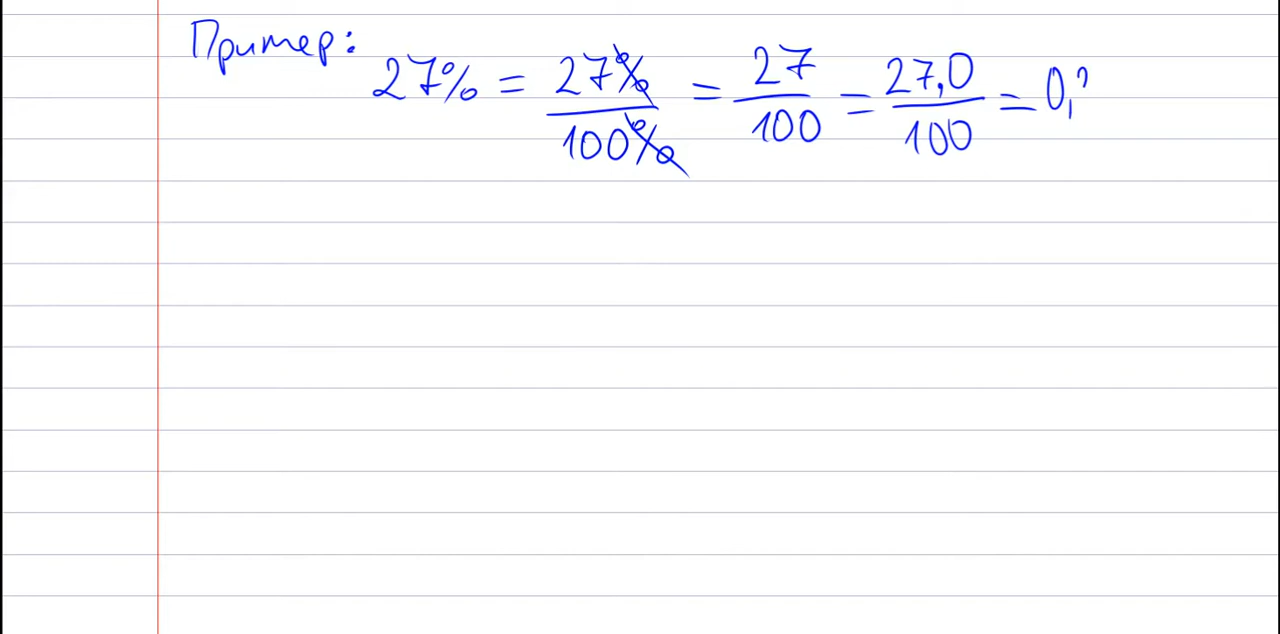 Пример:
27% = 27%/100% = 27/100 = 27,0/100 = 0,?